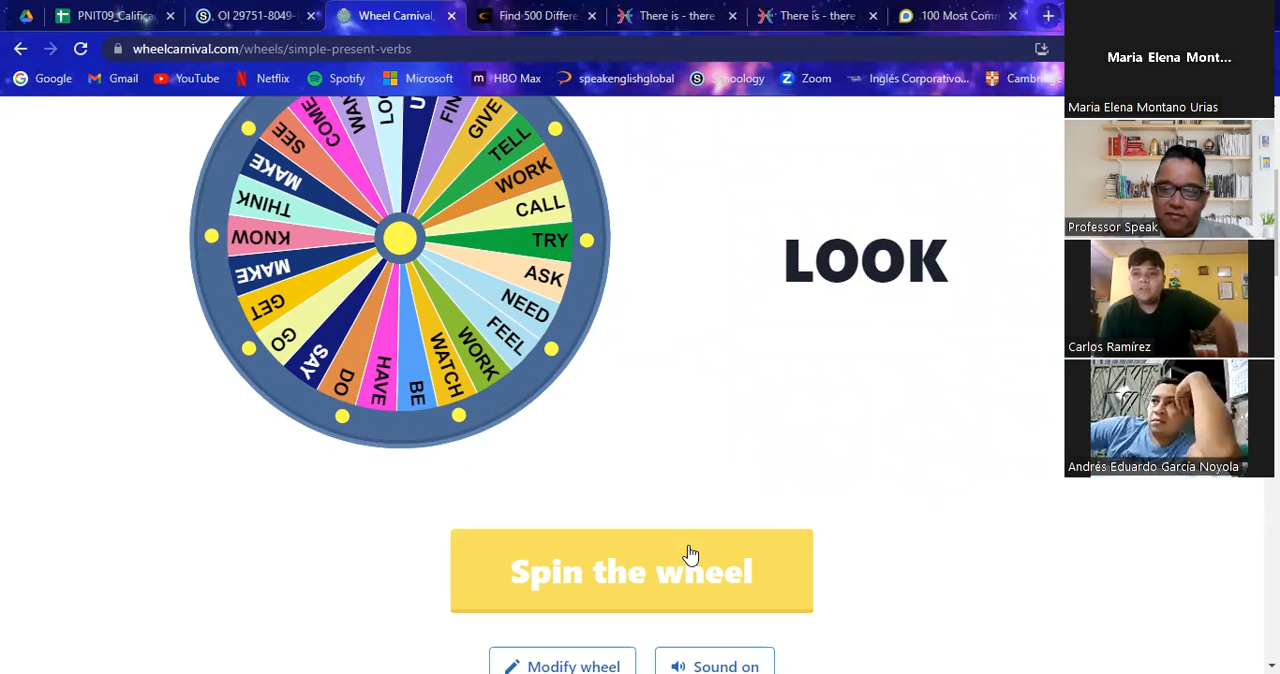 PNIT09_Califica
OI 29751-8049-
Wheel Carnival,
Find 500 Differe
There is - there
There is - there
100 Most Comm
wheelcarnival.com/wheels/simple-present-verbs
Google
Gmail
YouTube
Netflix
Spotify
Microsoft
HBO Max
speakenglishglobal
Schoology
Zoom
Inglés Corporativo...
Cambridge
Maria Elena Mont...
Maria Elena Montano Urias
Professor Speak
Carlos Ramírez
Andrés Eduardo García Noyola
GIVE
TELL
WORK
CALL
TRY
ASK
NEED
FEEL
WORK
WATCH
BE
HAVE
DO
SAY
GO
GET
MAKE
KNOW
THINK
MAKE
SEE
COME
WAN
LOO
U
FIN
LOOK
Spin the wheel
Modify wheel
Sound on